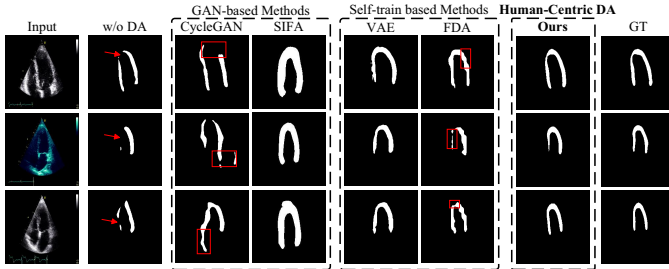 GAN-based Methods Self-train based Methods Human-Centric DA
Input w/o DA CycleGAN SIFA VAE FDA Ours GT